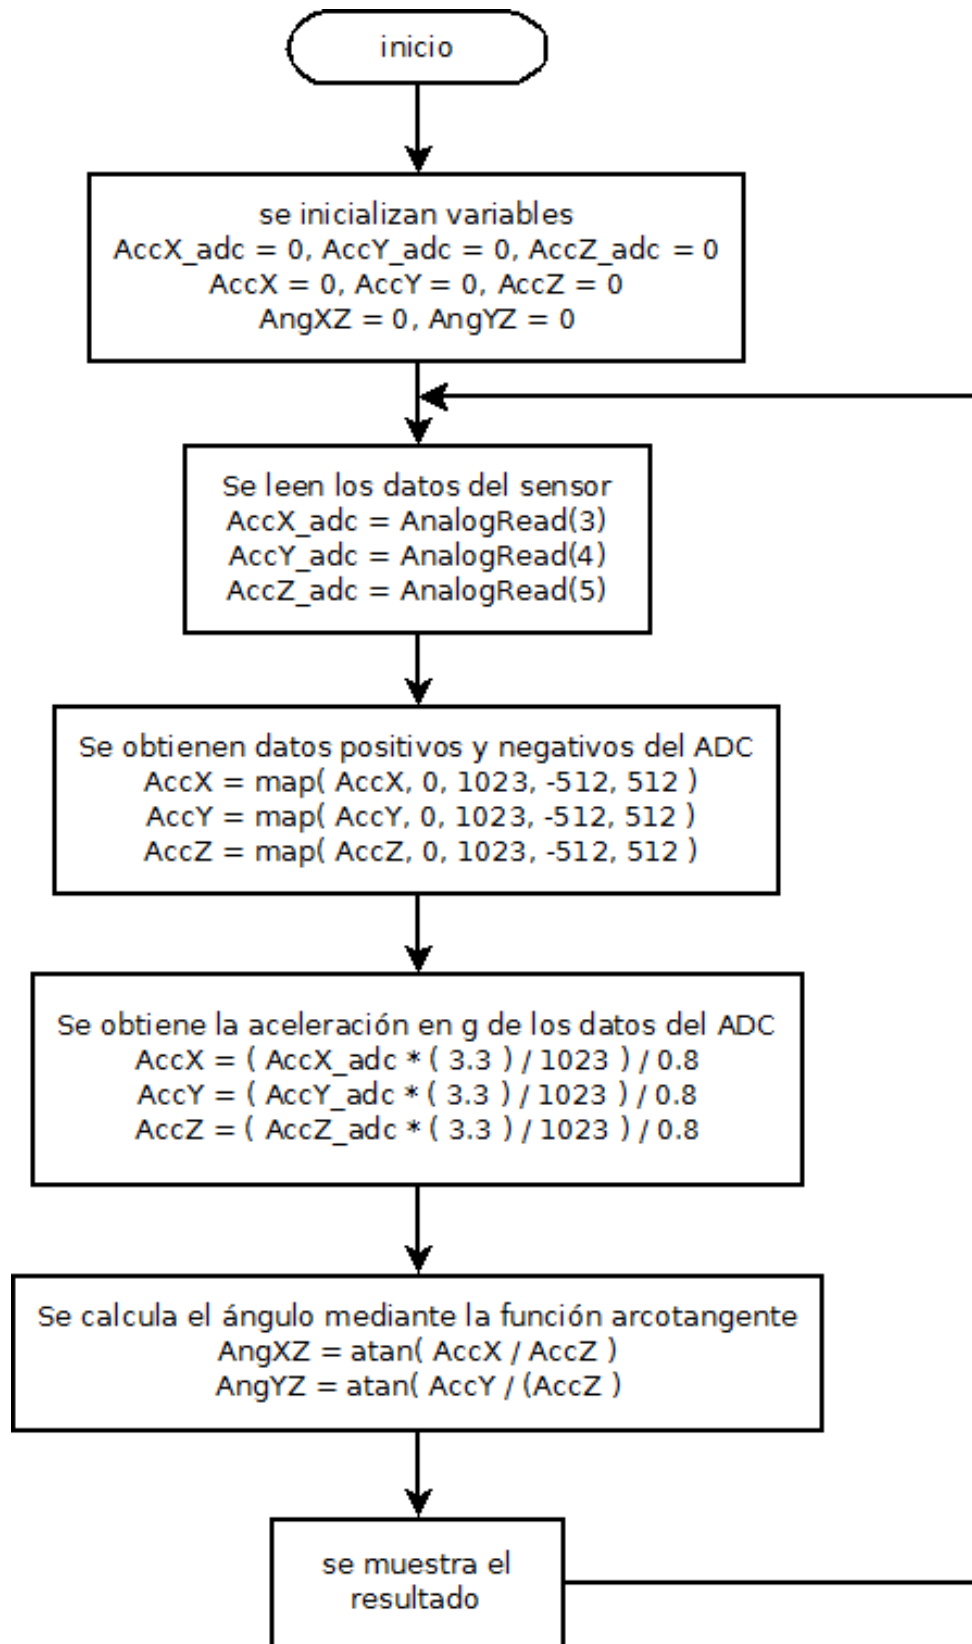 inicio
se inicializan variables
AccX_adc = 0, AccY_adc = 0, AccZ_adc = 0
AccX = 0, AccY = 0, AccZ = 0
AngXZ = 0, AngYZ = 0
Se leen los datos del sensor
AccX_adc = AnalogRead(3)
AccY_adc = AnalogRead(4)
AccZ_adc = AnalogRead(5)
Se obtienen datos positivos y negativos del ADC
AccX = map( AccX, 0, 1023, -512, 512 )
AccY = map( AccY, 0, 1023, -512, 512 )
AccZ = map( AccZ, 0, 1023, -512, 512 )
Se obtiene la aceleración en g de los datos del ADC
AccX = ( AccX_adc * ( 3.3 ) / 1023 ) / 0.8
AccY = ( AccY_adc * ( 3.3 ) / 1023 ) / 0.8
AccZ = ( AccZ_adc * ( 3.3 ) / 1023 ) / 0.8
Se calcula el ángulo mediante la función arcotangente
AngXZ = atan( AccX / AccZ )
AngYZ = atan( AccY / (AccZ )
se muestra el
resultado